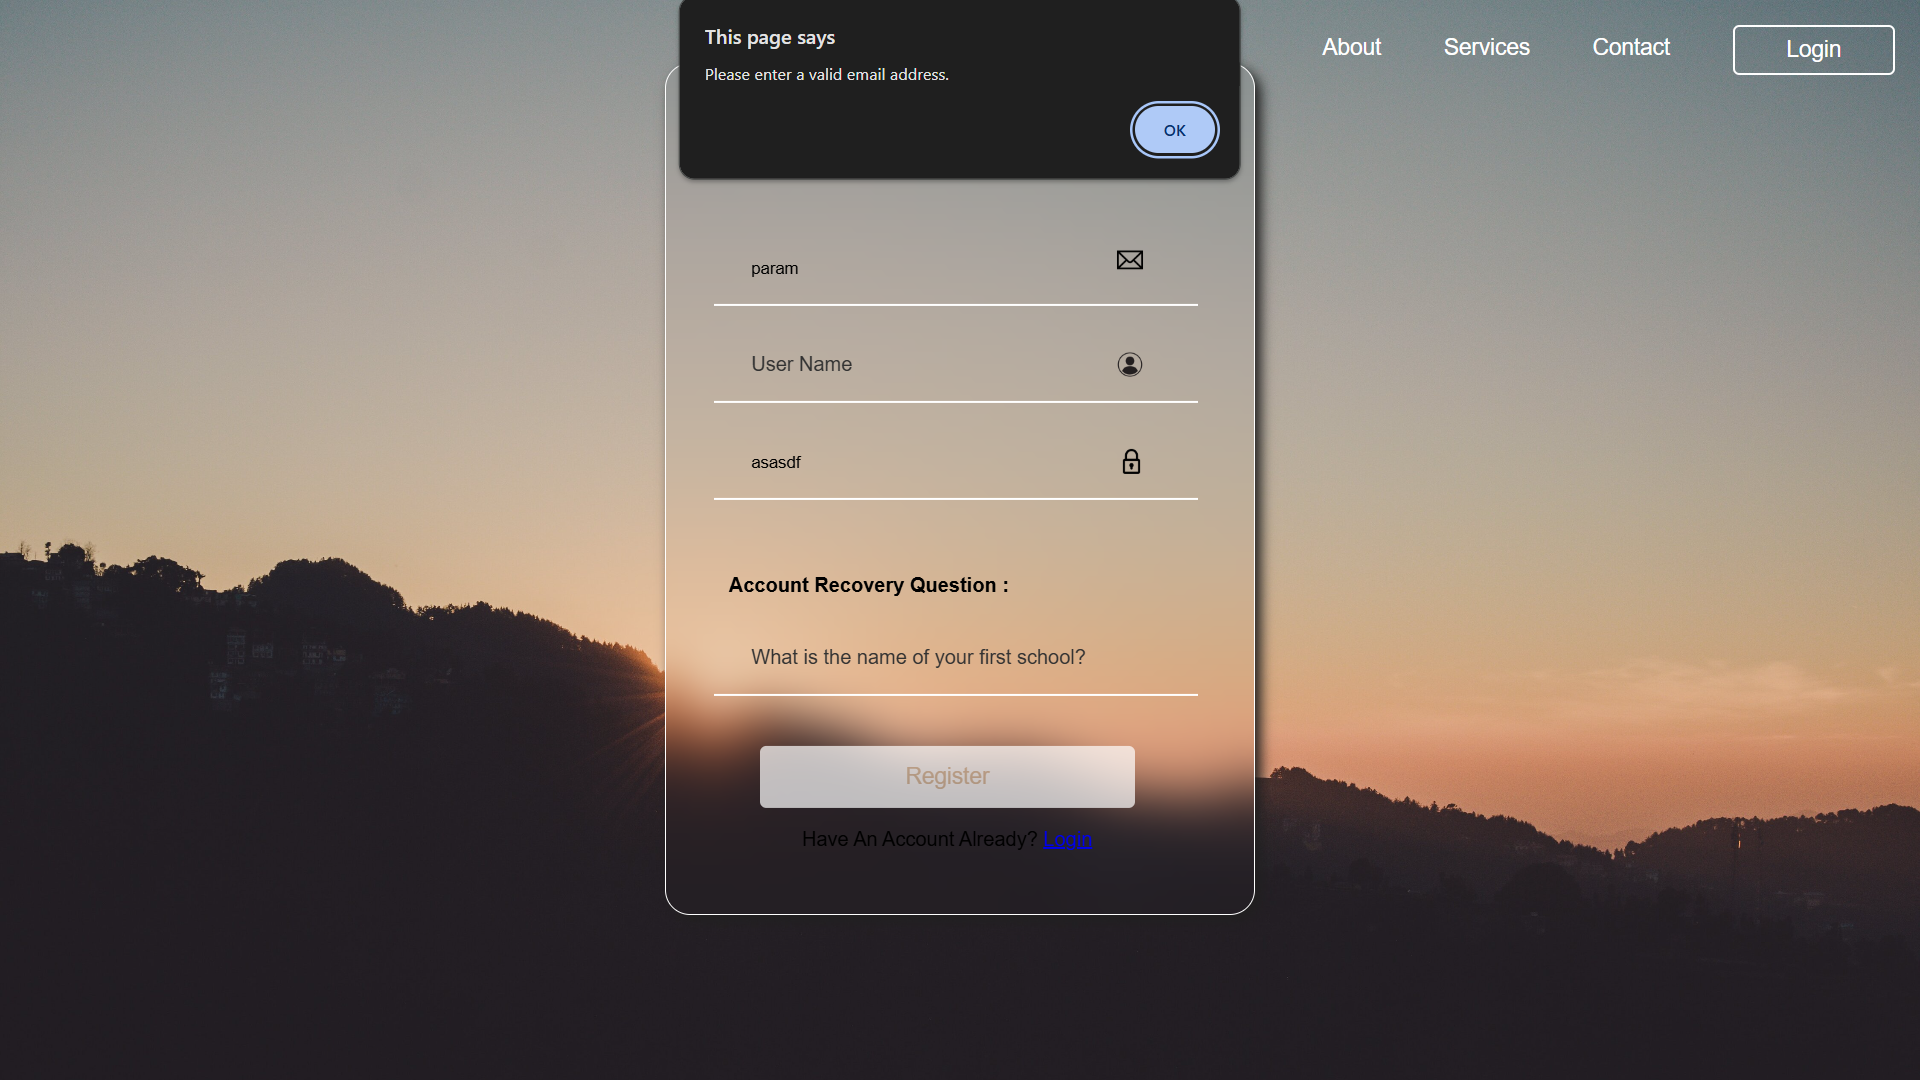 This page says
Please enter a valid email address.
OK
About
Services
Contact
Login
param
User Name
asasdf
Account Recovery Question :
What is the name of your first school?
Register
Have An Account Already? Login